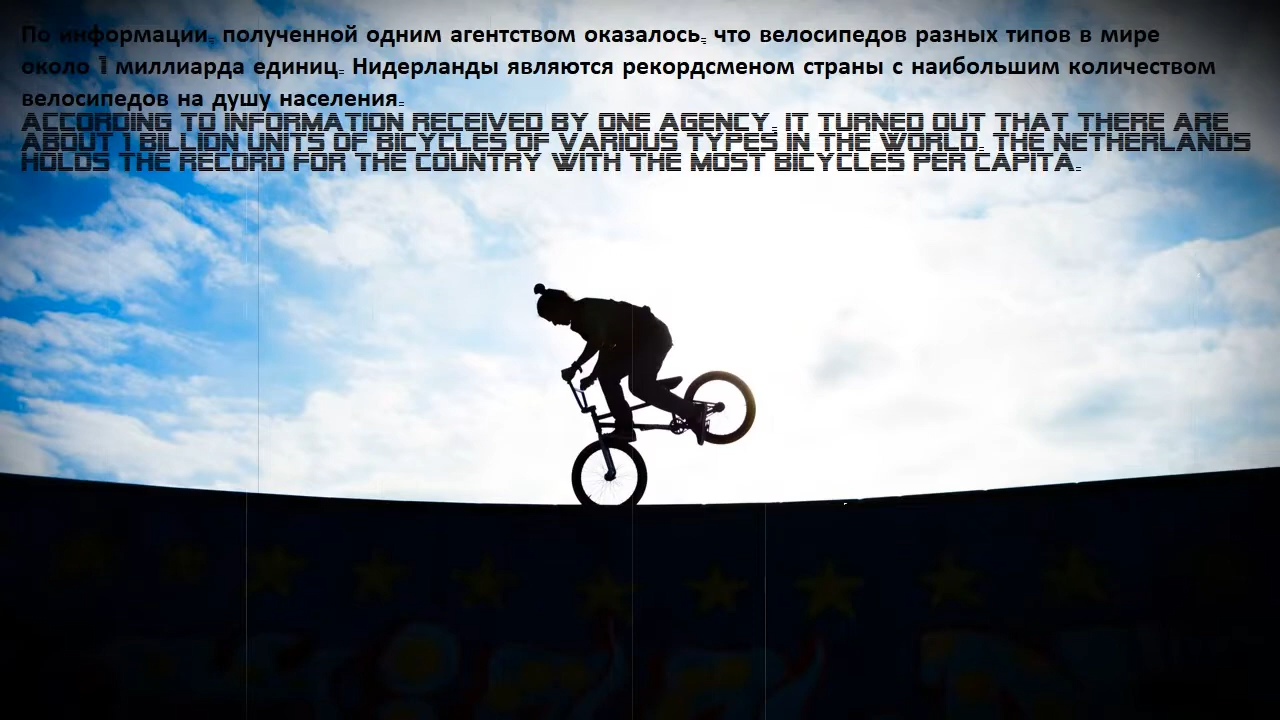 По информации, полученной одним агентством оказалось, что велосипедов разных типов в мире
около 1 миллиарда единиц. Нидерланды являются рекордсменом страны с наибольшим количеством
велосипедов на душу населения.
ACCORDING TO INFORMATION RECEIVED BY ONE AGENCY, IT TURNED OUT THAT THERE ARE
ABOUT 1 BILLION UNITS OF BICYCLES OF VARIOUS TYPES IN THE WORLD. THE NETHERLANDS
HOLDS THE RECORD FOR THE COUNTRY WITH THE MOST BICYCLES PER CAPITA.